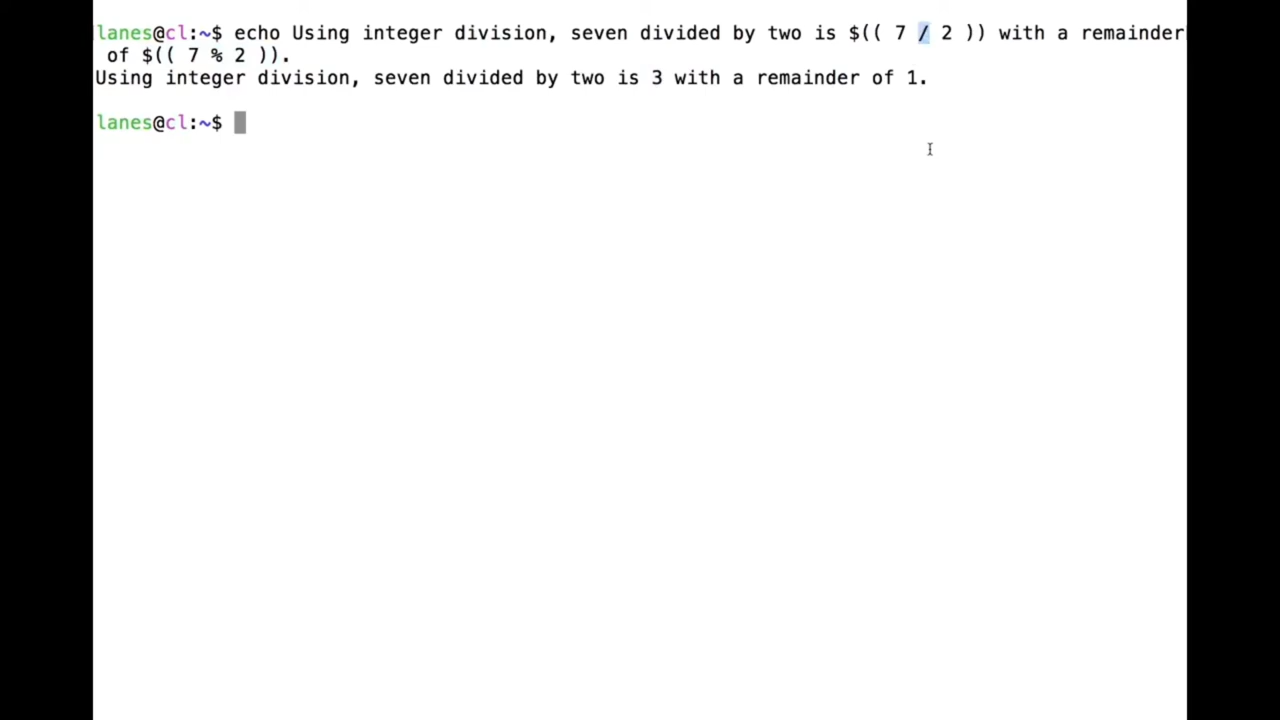 lanes@cl:~$ echo Using integer division, seven divided by two is $(( 7 / 2 )) with a remainder
of $(( 7 % 2 )).
Using integer division, seven divided by two is 3 with a remainder of 1.
lanes@cl:~$